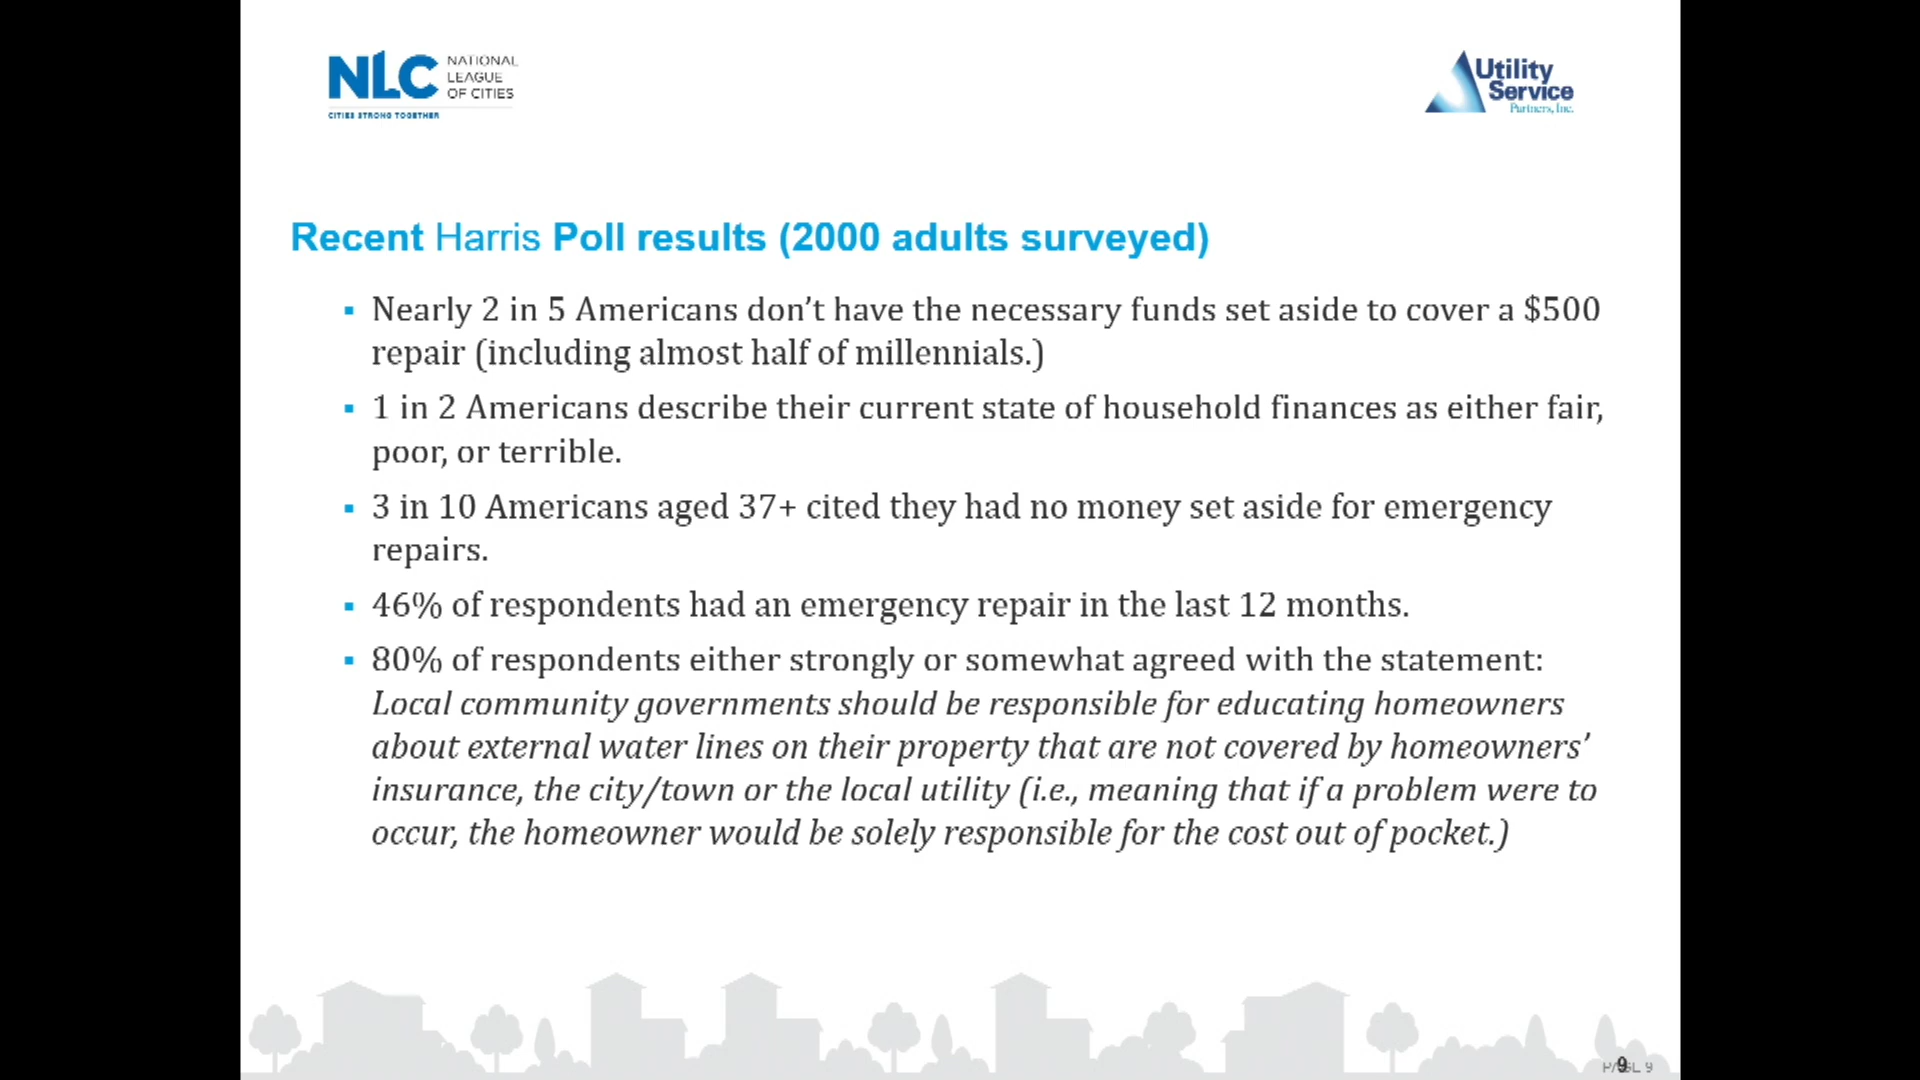 NLC NATIONAL
LEAGUE
OF CITIES
CITIES STRONG TOGETHER
Utility
Service
Partners, Inc.
Recent Harris Poll results (2000 adults surveyed)
▪ Nearly 2 in 5 Americans don’t have the necessary funds set aside to cover a $500
repair (including almost half of millennials.)
▪ 1 in 2 Americans describe their current state of household finances as either fair,
poor, or terrible.
▪ 3 in 10 Americans aged 37+ cited they had no money set aside for emergency
repairs.
▪ 46% of respondents had an emergency repair in the last 12 months.
▪ 80% of respondents either strongly or somewhat agreed with the statement:
Local community governments should be responsible for educating homeowners
about external water lines on their property that are not covered by homeowners’
insurance, the city/town or the local utility (i.e., meaning that if a problem were to
occur, the homeowner would be solely responsible for the cost out of pocket.)
9